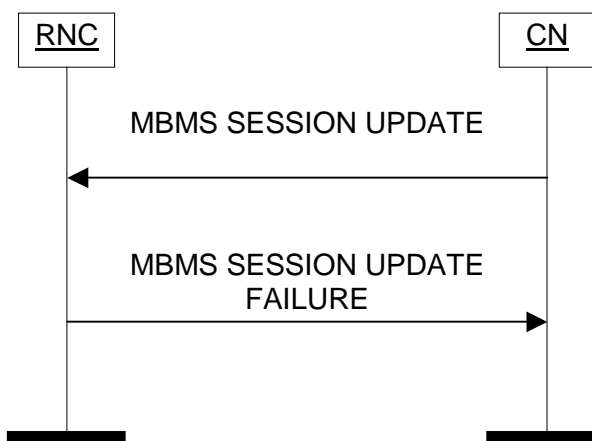 RNC
CN
MBMS SESSION UPDATE
MBMS SESSION UPDATE
FAILURE